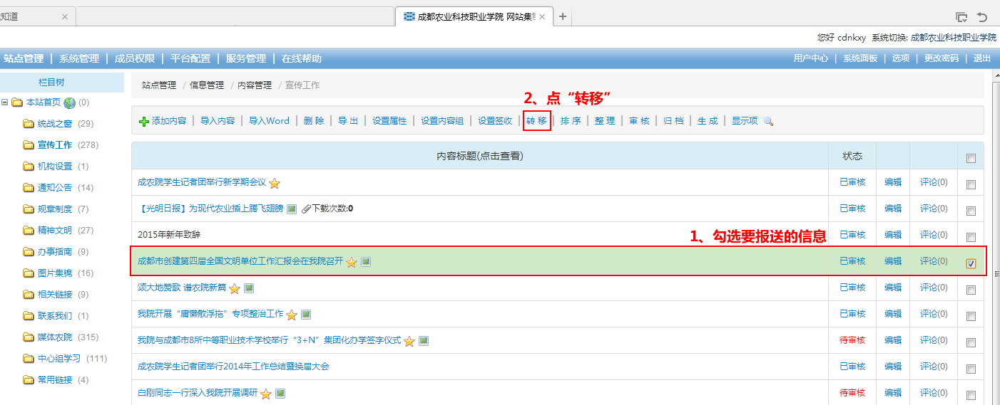 知道
成都农业科技职业学院 网站集
您好 cdnkxy 系统切换: 成都农业科技职业学院
站点管理 | 系统管理 | 成员权限 | 平台配置 | 服务管理 | 在线帮助
用户中心 | 系统面板 | 选项 | 更改密码 | 退出
栏目树
本站首页 (0)
统战之窗 (29)
宣传工作 (278)
机构设置 (1)
通知公告 (14)
规章制度 (7)
精神文明 (27)
办事指南 (9)
图片集锦 (16)
相关链接 (9)
联系我们 (1)
媒体农院 (315)
中心组学习 (111)
常用链接 (4)
站点管理 / 信息管理 / 内容管理 / 宣传工作
2、点“转移”
添加内容 | 导入内容 | 导入Word | 删 除 | 导 出 | 设置属性 | 设置内容组 | 设置签收 | 转 移 | 排 序 | 整 理 | 审 核 | 归 档 | 生 成 | 显示项
内容标题(点击查看) 状态
成农院学生记者团举行新学期会议 已审核 编辑 评论(0)
【光明日报】为现代农业插上腾飞翅膀 下载次数:0 已审核 编辑 评论(0)
2015年新年致辞 已审核 编辑 评论(0)
1、勾选要报送的信息
成都市创建第四届全国文明单位工作汇报会在我院召开 已审核 编辑 评论(0)
颂大地赞歌 谱农院新篇 已审核 编辑 评论(0)
我院开展“庸懒散浮拖”专项整治工作 已审核 编辑 评论(0)
我院与成都市8所中等职业技术学校举行“3+N”集团化办学签字仪式 待审核 编辑 评论(0)
成农院学生记者团举行2014年工作总结暨换届大会 已审核 编辑 评论(0)
白刚同志一行深入我院开展调研 待审核 编辑 评论(0)